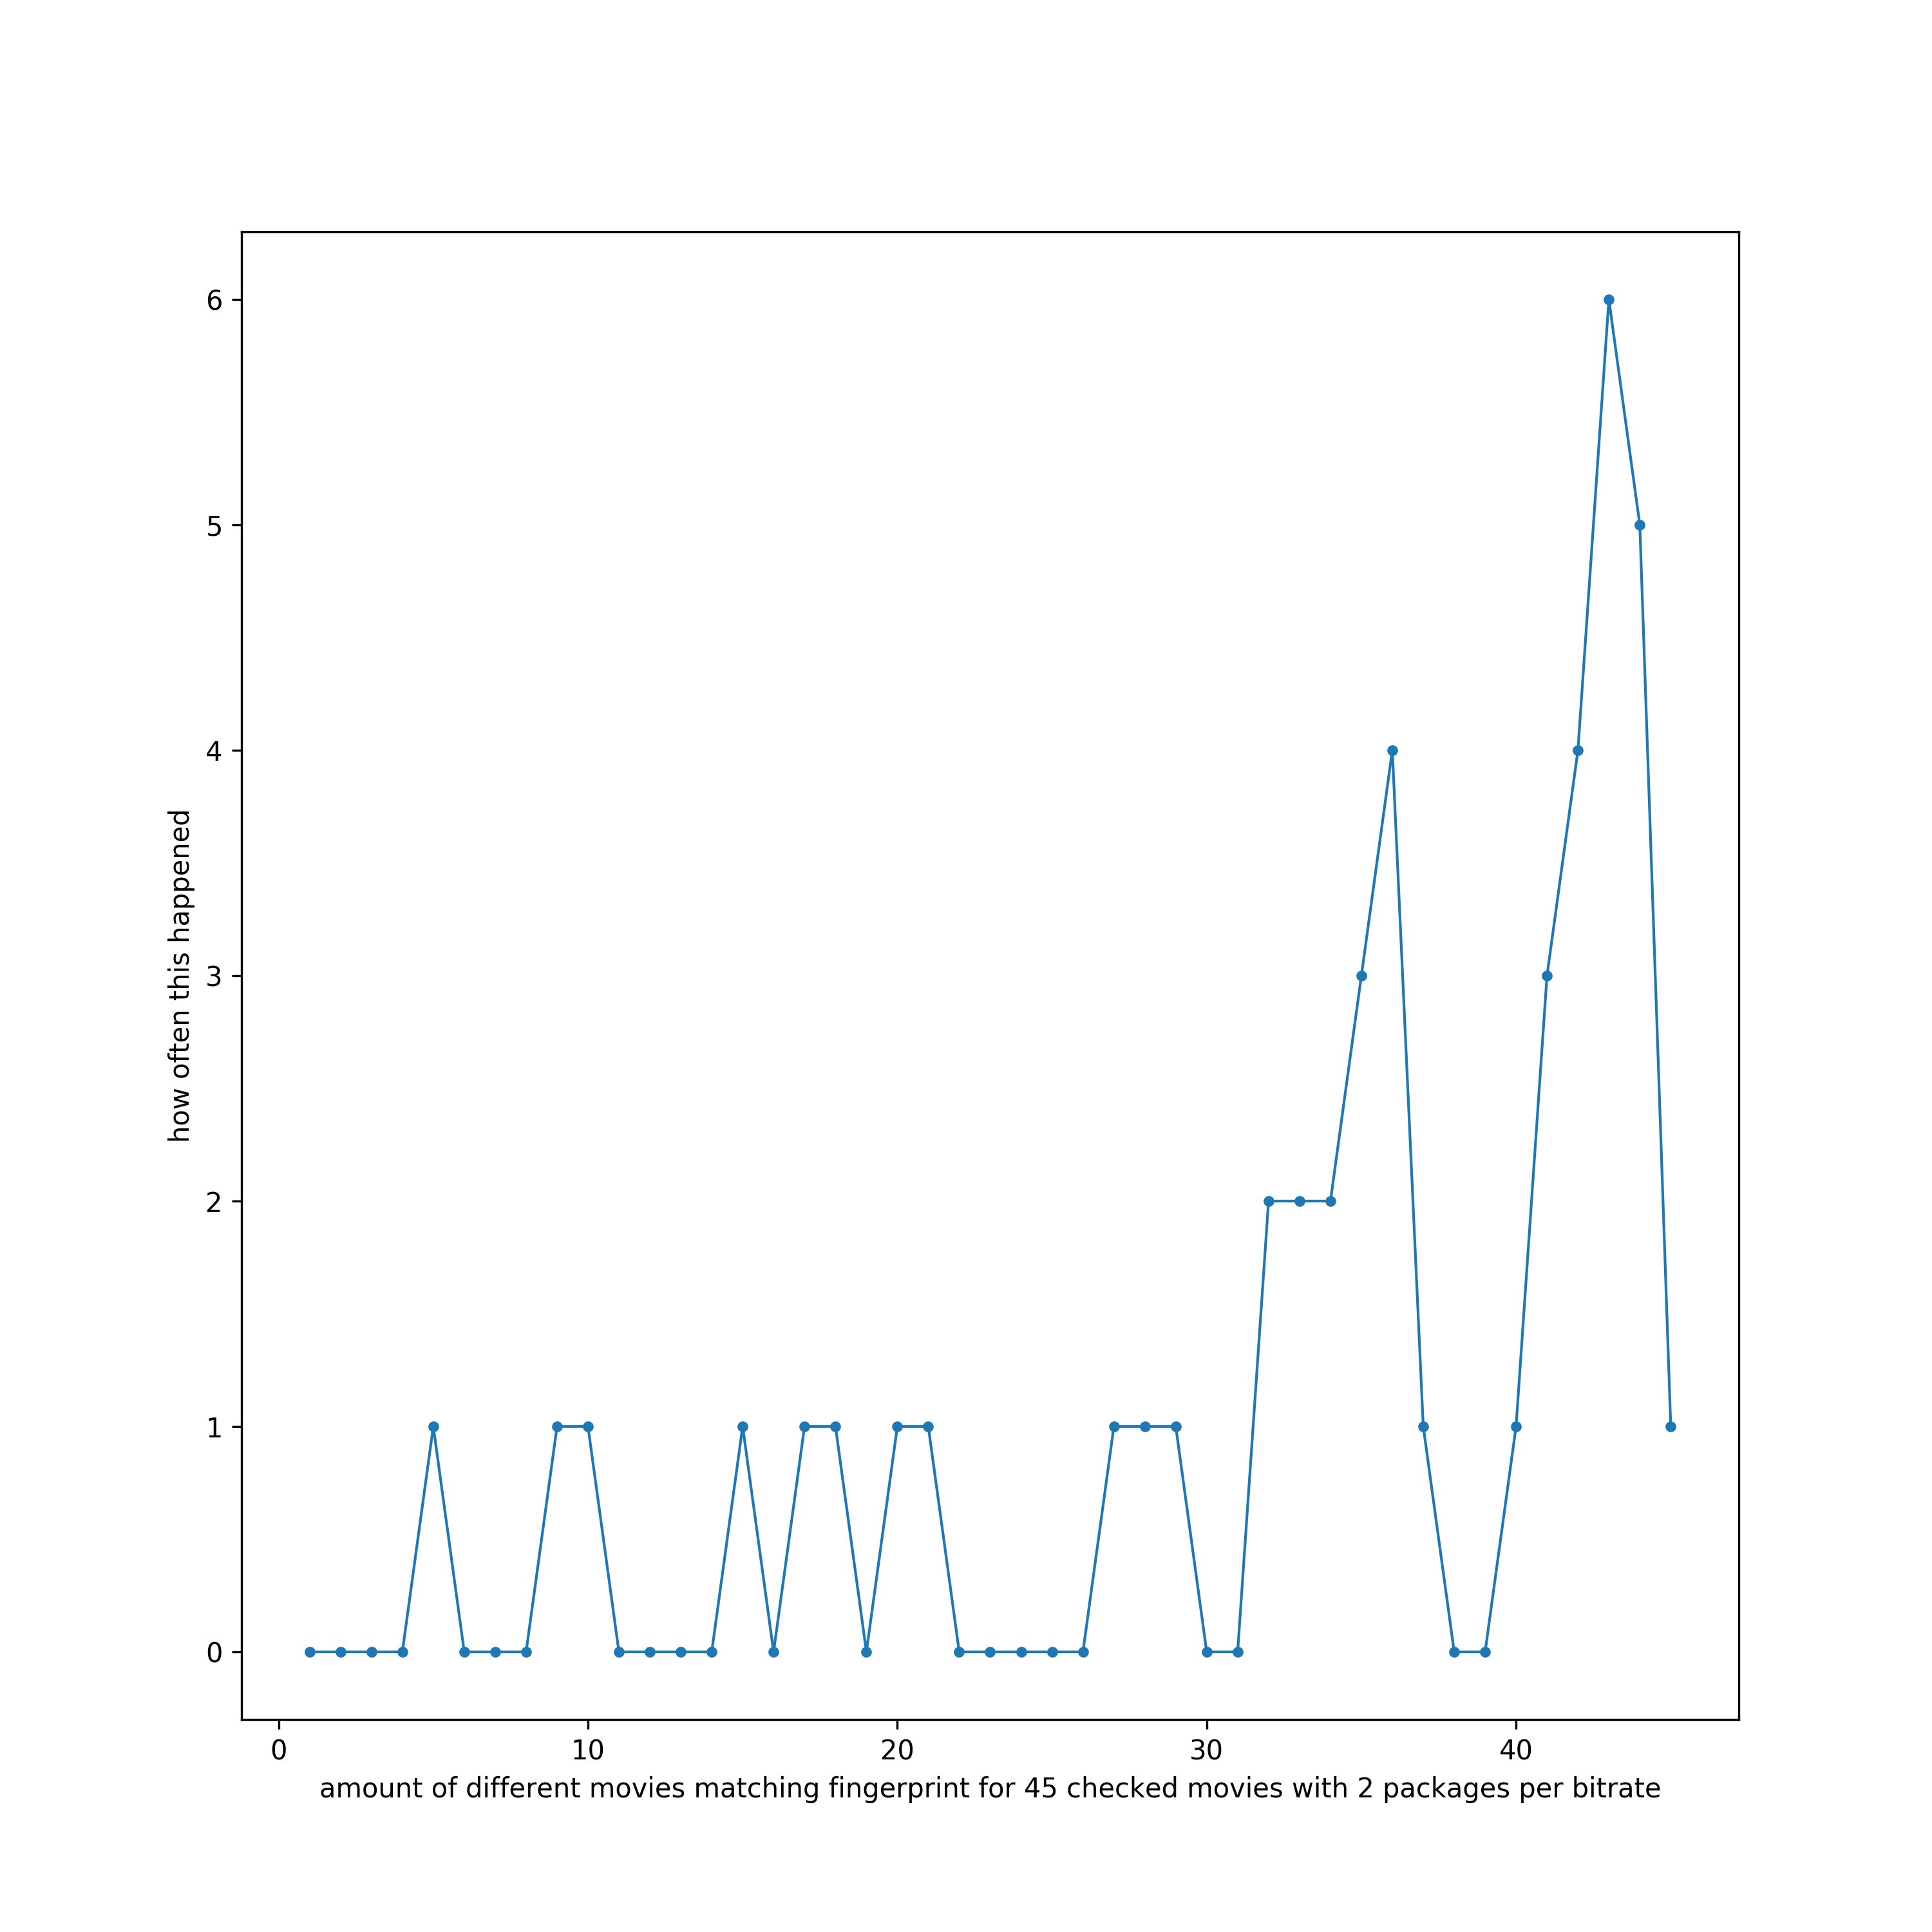 6
5
4
3
2
1
0
how often this happened
0 10 20 30 40
amount of different movies matching fingerprint for 45 checked movies with 2 packages per bitrate